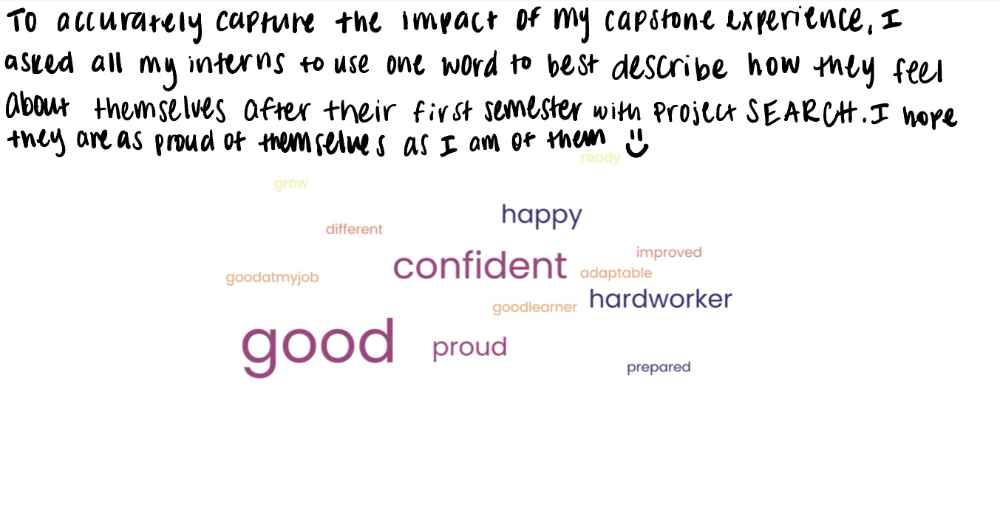 To accurately capture the impact of my capstone experience, I
asked all my interns to use one word to best describe how they feel
about themselves after their first semester with Project SEARCH. I hope
they are as proud of themselves as I am of them
ready
grow
happy
different
improved
confident
adaptable
goodatmyjob
hardworker
goodlearner
good
proud
prepared